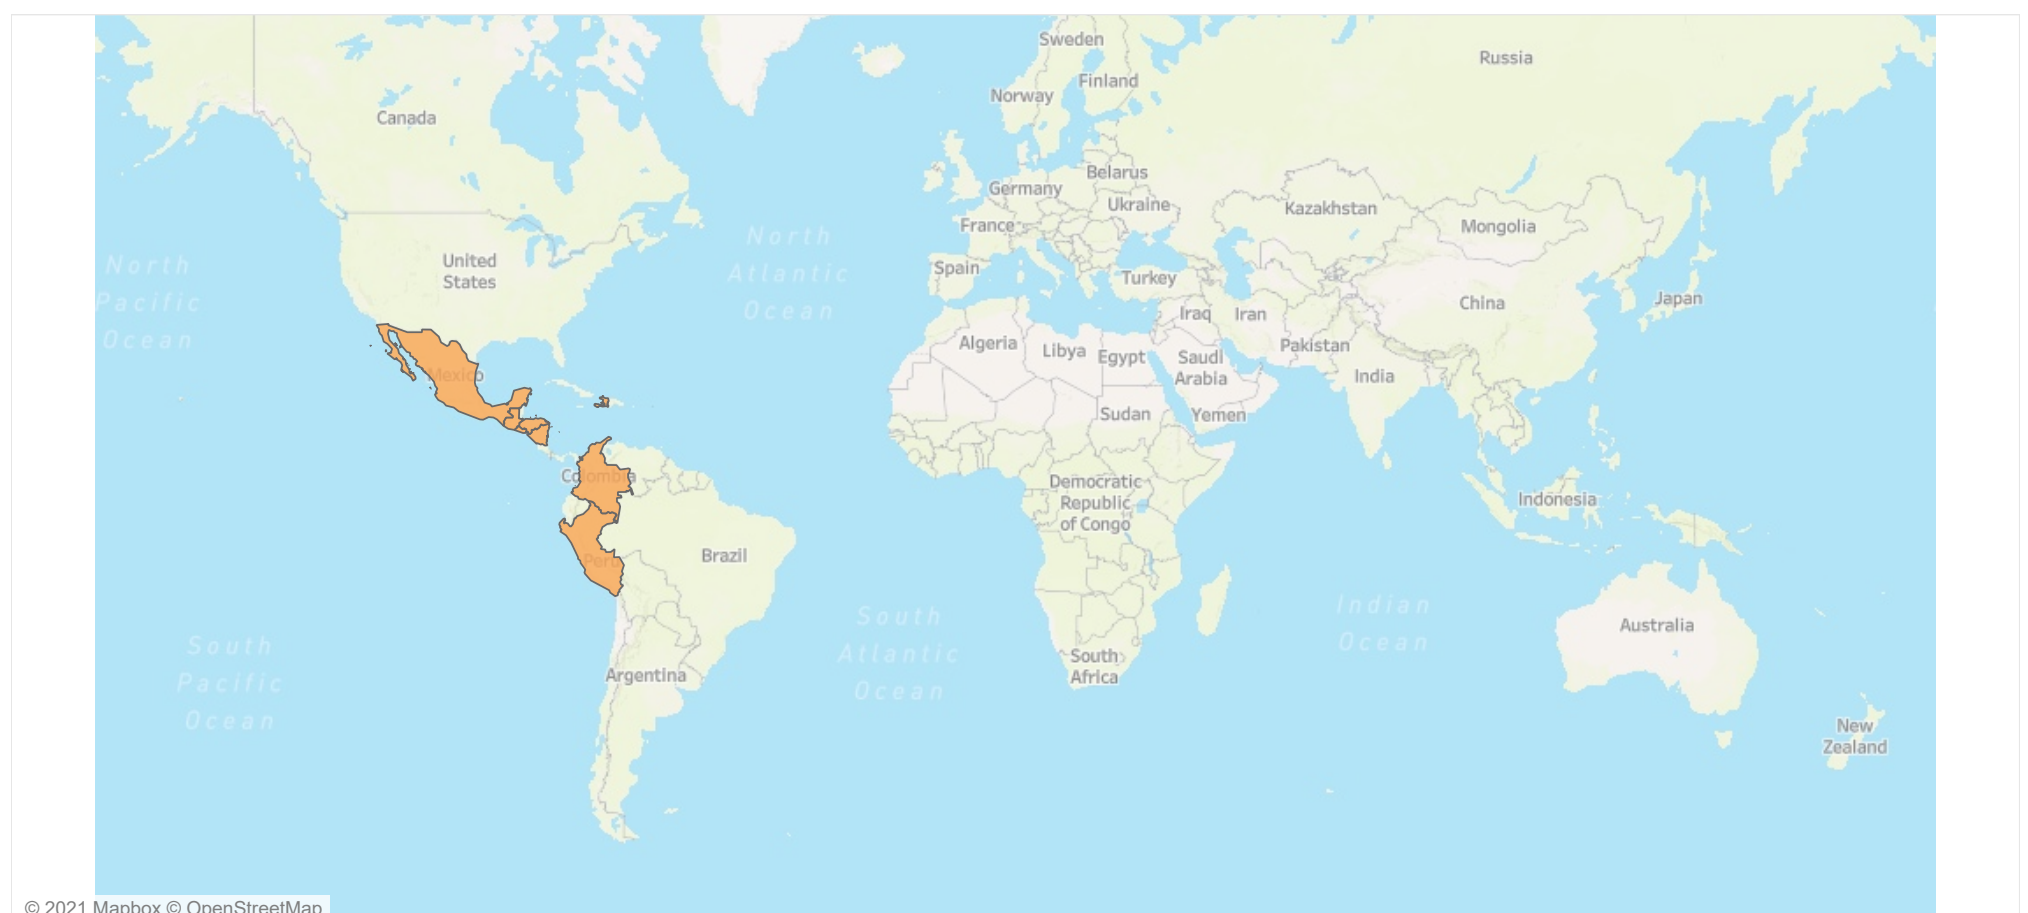 Sweden
Russia
Finland
Norway
Canada
Belarus
Germany
Ukraine
Kazakhstan
France
Mongolia
North
Atlantic
Ocean
North
Pacific
Ocean
United
States
Spain
Turkey
China
Japan
Iraq
Iran
Algeria
Libya
Egypt
Pakistan
Saudi
Arabia
India
Mexico
Sudan
Yemen
Colombia
Democratic
Republic
of Congo
Indonesia
Brazil
Peru
South
Atlantic
Ocean
Indian
Ocean
Australia
South
Pacific
Ocean
South
Africa
Argentina
New
Zealand
© 2021 Mapbox © OpenStreetMap